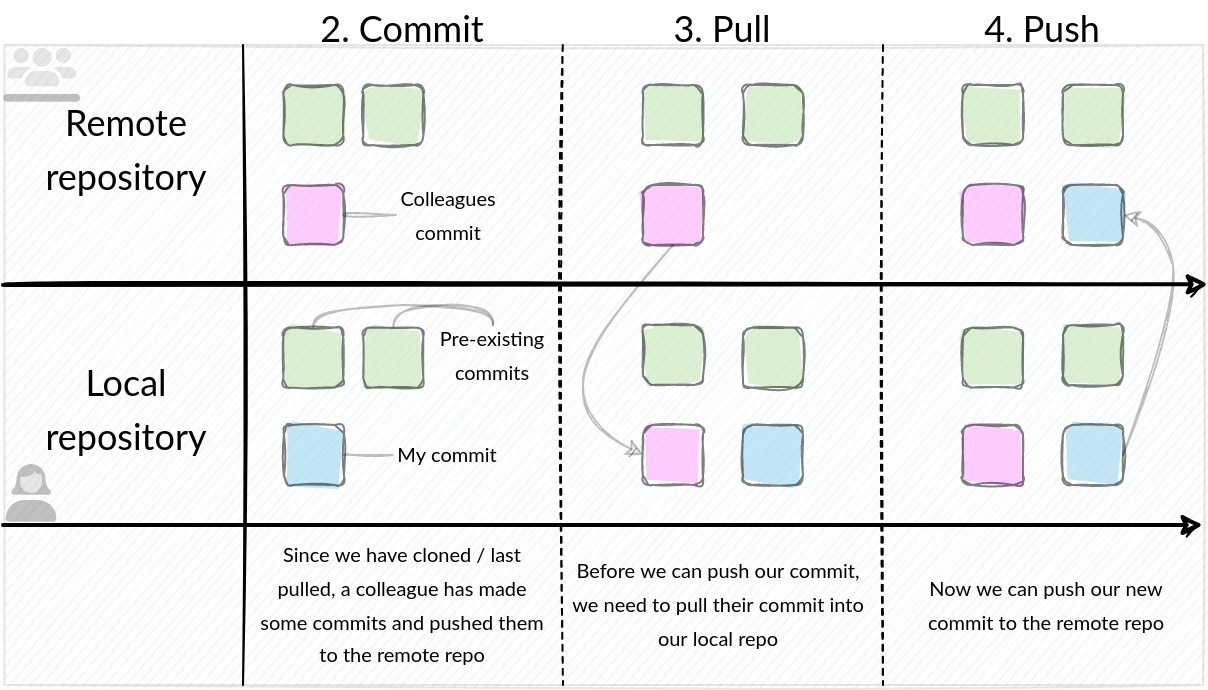 2. Commit
3. Pull
4. Push
Remote
repository
Colleagues
commit
Local
repository
Pre-existing
commits
My commit
Since we have cloned / last
pulled, a colleague has made
some commits and pushed them
to the remote repo
Before we can push our commit,
we need to pull their commit into
our local repo
Now we can push our new
commit to the remote repo